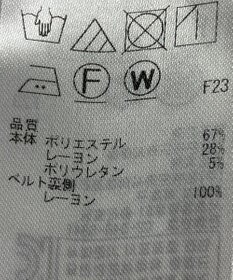 F
W
F23
品質
本体 ポリエステル 67%
レーヨン 28%
ポリウレタン 5%
ベルト裏側
レーヨン 100%